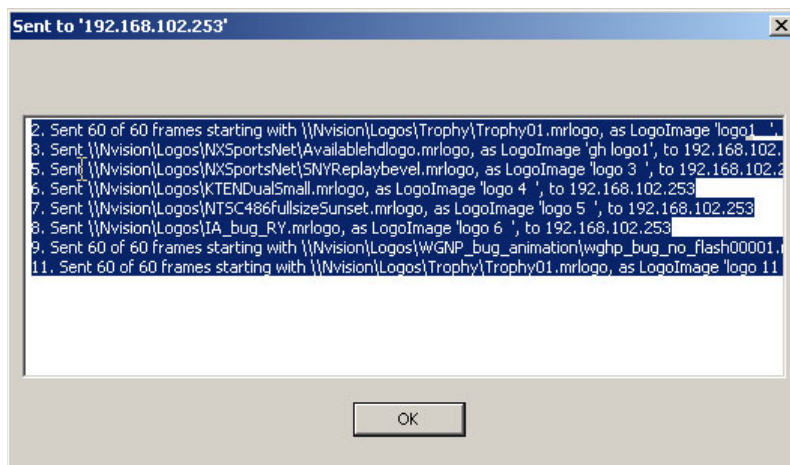 Sent to '192.168.102.253'
2. Sent 60 of 60 frames starting with \\Nvision\Logos\Trophy\Trophy01.mrlogo, as LogoImage 'logo1 ',
3. Sent \\Nvision\Logos\NXSportsNet\Availablehdlogo.mrlogo, as LogoImage 'gh logo1', to 192.168.102.
5. Sent \\Nvision\Logos\NXSportsNet\SNYReplaybevel.mrlogo, as LogoImage 'logo 3 ', to 192.168.102.2
6. Sent \\Nvision\Logos\KTENDualSmall.mrlogo, as LogoImage 'logo 4 ', to 192.168.102.253
7. Sent \\Nvision\Logos\NTSC486fullsizeSunset.mrlogo, as LogoImage 'logo 5 ', to 192.168.102.253
8. Sent \\Nvision\Logos\IA_bug_RY.mrlogo, as LogoImage 'logo 6 ', to 192.168.102.253
9. Sent 60 of 60 frames starting with \\Nvision\Logos\WGNP_bug_animation\wghp_bug_no_flash00001.
11. Sent 60 of 60 frames starting with \\Nvision\Logos\Trophy\Trophy01.mrlogo, as LogoImage 'logo 11
OK